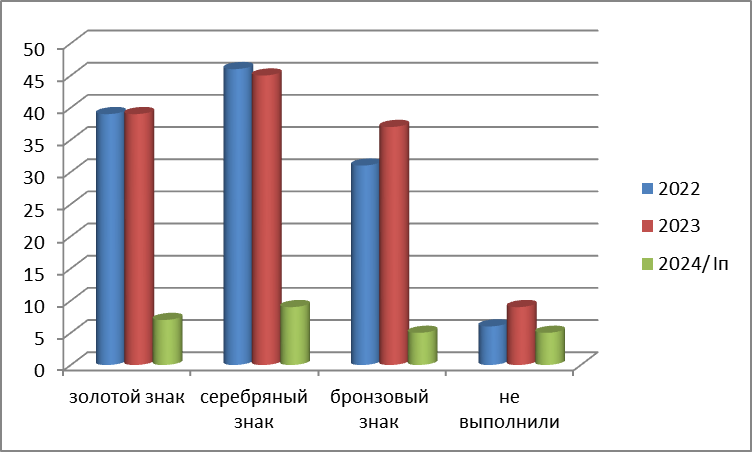 50
45
40
35
30
25
20
15
10
5
0
золотой знак
серебряный
знак
бронзовый
знак
не
выполнили
2022
2023
2024/ Iп